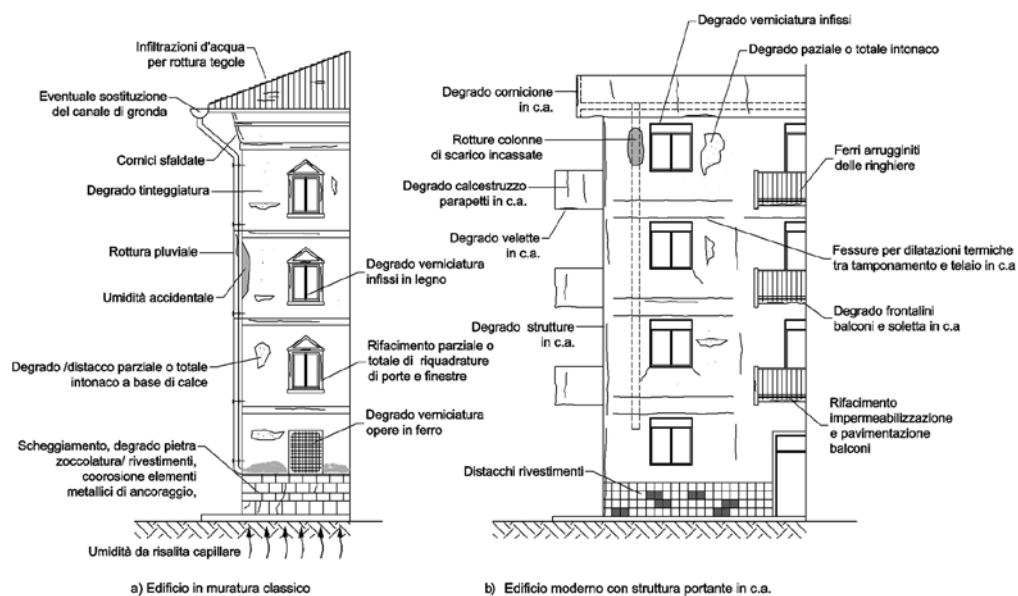 Infiltrazioni d'acqua
per rottura tegole
Eventuale sostituzione
del canale di gronda
Cornici sfaldate
Degrado tinteggiatura
Rottura pluviale
Umidità accidentale
Degrado /distacco parziale o totale
intonaco a base di calce
Scheggiamento, degrado pietra
zoccolatura/ rivestimenti,
coorosione elementi
metallici di ancoraggio,
Umidità da risalita capillare
Degrado verniciatura
infissi in legno
Rifacimento parziale o
totale di riquadrature
di porte e finestre
Degrado verniciatura
opere in ferro
a) Edificio in muratura classico
Degrado verniciatura infissi
Degrado paziale o totale intonaco
Degrado cornicione
in c.a.
Rotture colonne
di scarico incassate
Degrado calcestruzzo
parapetti in c.a.
Degrado velette
in c.a.
Degrado strutture
in c.a.
Distacchi rivestimenti
Ferri arrugginiti
delle ringhiere
Fessure per dilatazioni termiche
tra tamponamento e telaio in c.a
Degrado frontalini
balconi e soletta in c.a
Rifacimento
impermeabilizzazione
e pavimentazione
balconi
b) Edificio moderno con struttura portante in c.a.